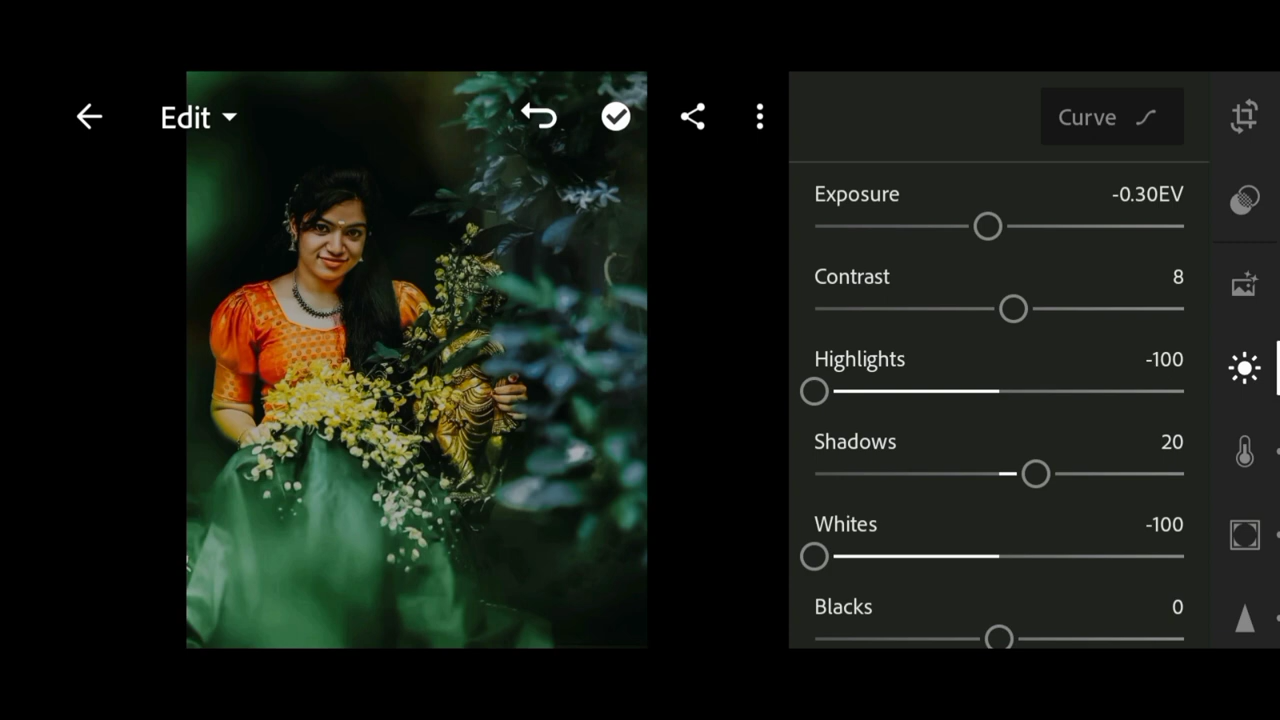 Edit
Curve
Exposure -0.30EV
Contrast 8
Highlights -100
Shadows 20
Whites -100
Blacks 0